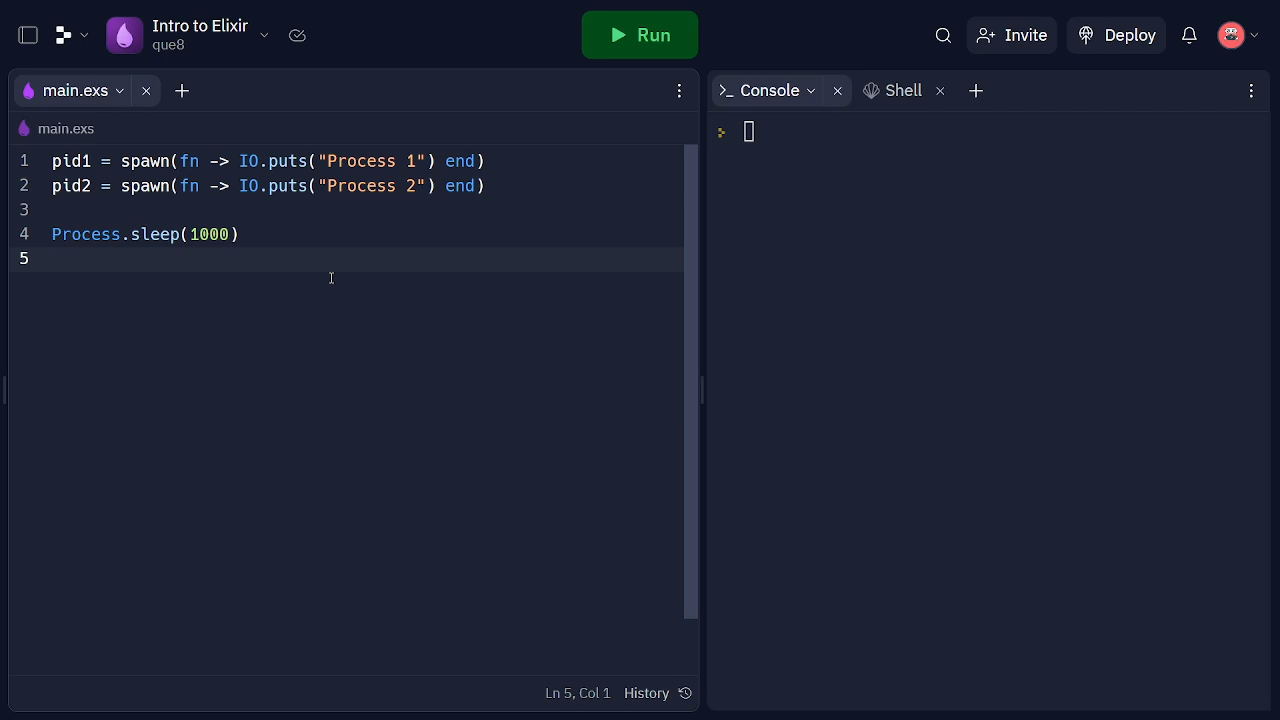 Intro to Elixir
que8
Run
Invite
Deploy
main.exs
Console
Shell
main.exs
1 pid1 = spawn(fn -> IO.puts("Process 1") end)
2 pid2 = spawn(fn -> IO.puts("Process 2") end)
3
4 Process.sleep(1000)
5
Ln 5, Col 1 History